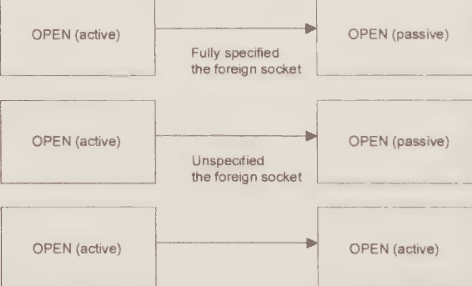 OPEN (active)
OPEN (passive)
Fully specified
the foreign socket
OPEN (active)
OPEN (passive)
Unspecified
the foreign socket
OPEN (active)
OPEN (active)